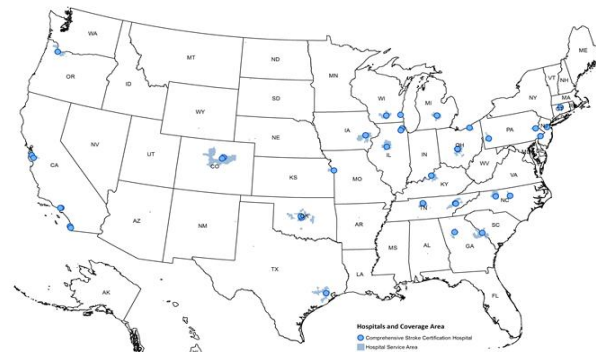 WA
ME
MT
ND
VT
NH
MN
OR
NY
MA
ID
SD
WI
MI
WY
IA
PA
NE
OH
NV
IL
IN
UT
CO
WV
CA
VA
KS
MO
KY
NC
TN
AZ
NM
AR
SC
MS
AL
GA
TX
LA
AK
FL
Hospitals and Coverage Area
Comprehensive Stroke Certification Hospital
Hospital Service Area